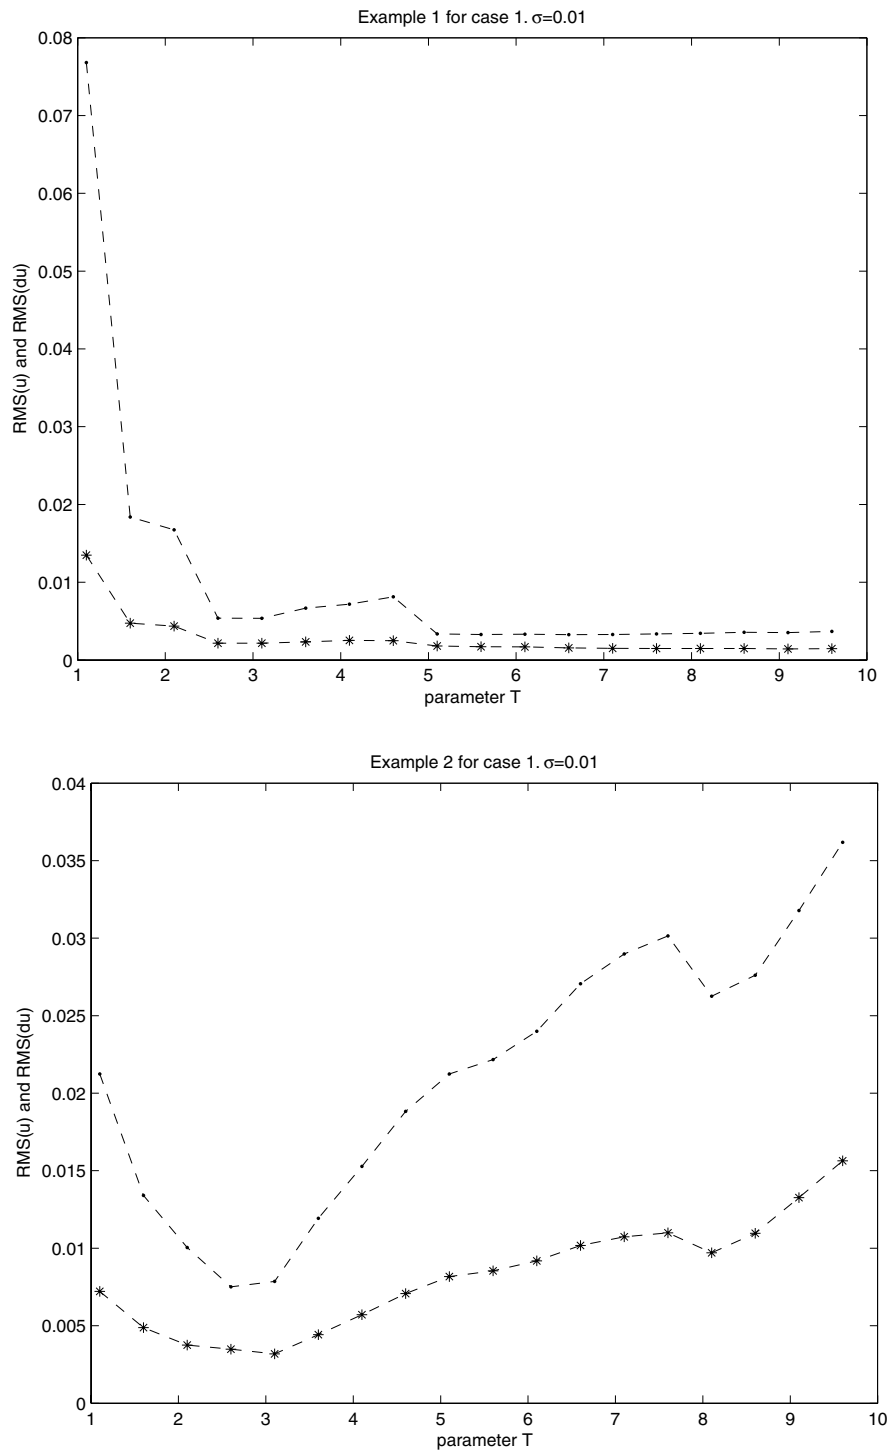 Example 1 for case 1. σ=0.01
0.08
0.07
0.06
0.05
0.04
0.03
0.02
0.01
0
RMS(u) and RMS(du)
1 2 3 4 5 6 7 8 9 10
parameter T
Example 2 for case 1. σ=0.01
0.04
0.035
0.03
0.025
0.02
0.015
0.01
0.005
0
RMS(u) and RMS(du)
1 2 3 4 5 6 7 8 9 10
parameter T